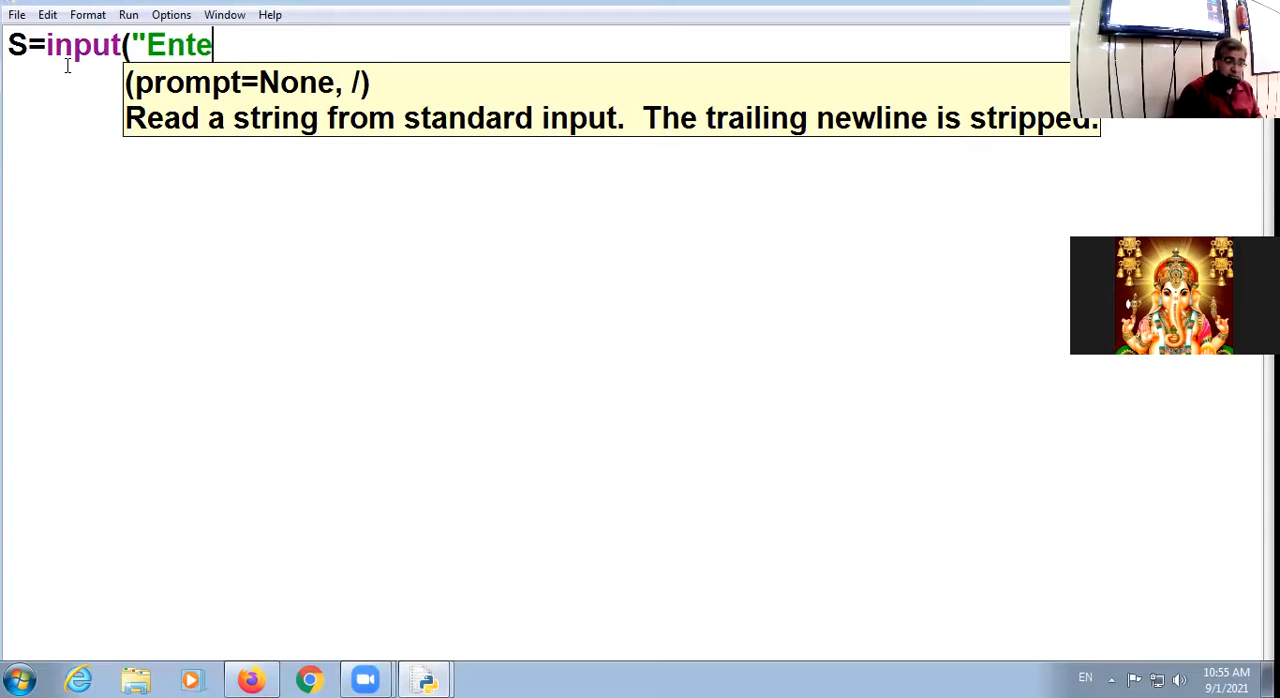 File Edit Format Run Options Window Help
S=input("Ente
(prompt=None, /)
Read a string from standard input.  The trailing newline is stripped.
EN
10:55 AM
9/1/2021